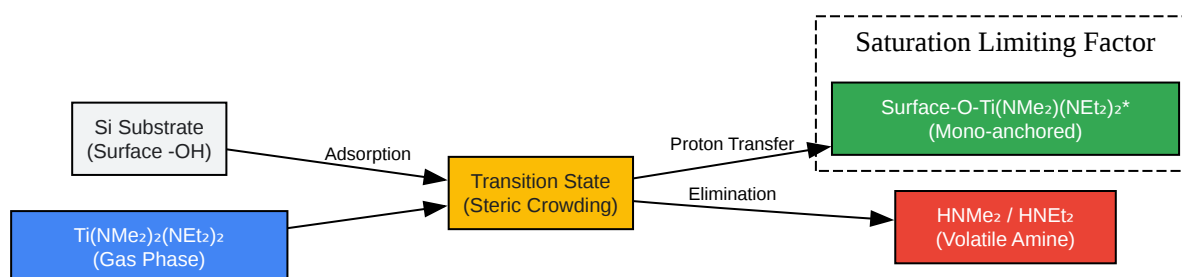 Saturation Limiting Factor
Surface-O-Ti(NMe₂)(NEt₂)₂*
(Mono-anchored)
Si Substrate
(Surface -OH)
Adsorption
Proton Transfer
Transition State
(Steric Crowding)
Elimination
Ti(NMe₂)₂(NEt₂)₂
(Gas Phase)
HNMe₂ / HNEt₂
(Volatile Amine)